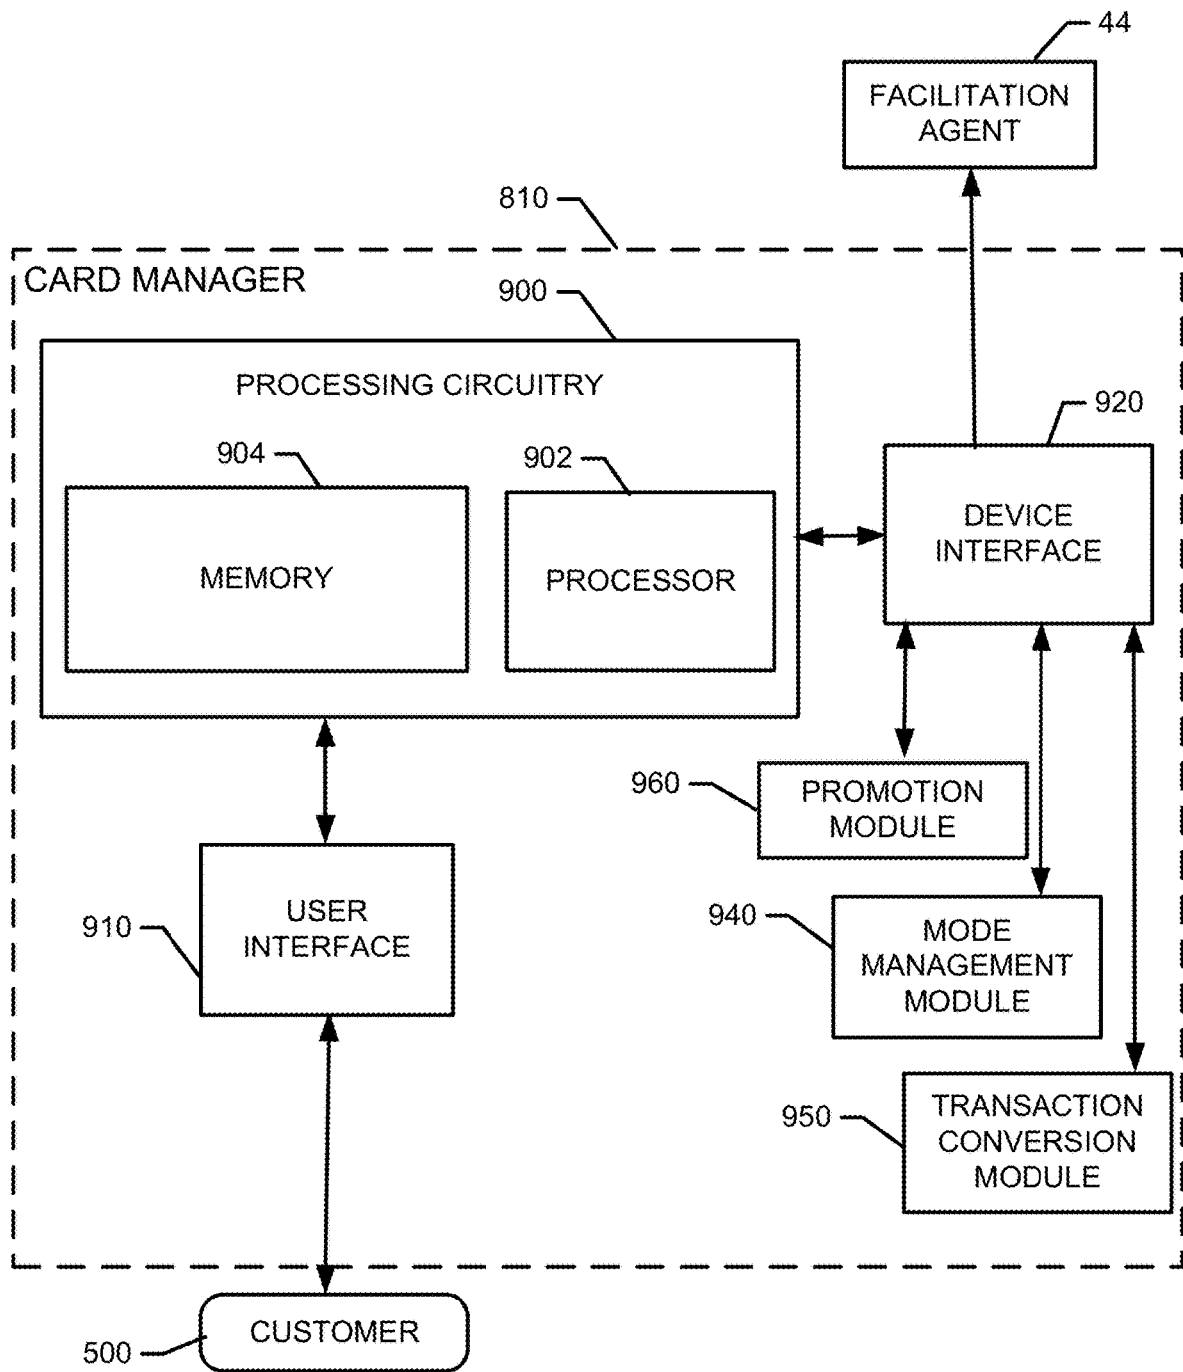 44
FACILITATION
AGENT
810
CARD MANAGER
900
PROCESSING CIRCUITRY
920
904
902
DEVICE
INTERFACE
MEMORY
PROCESSOR
960
PROMOTION
MODULE
910
USER
INTERFACE
940
MODE
MANAGEMENT
MODULE
950
TRANSACTION
CONVERSION
MODULE
500
CUSTOMER